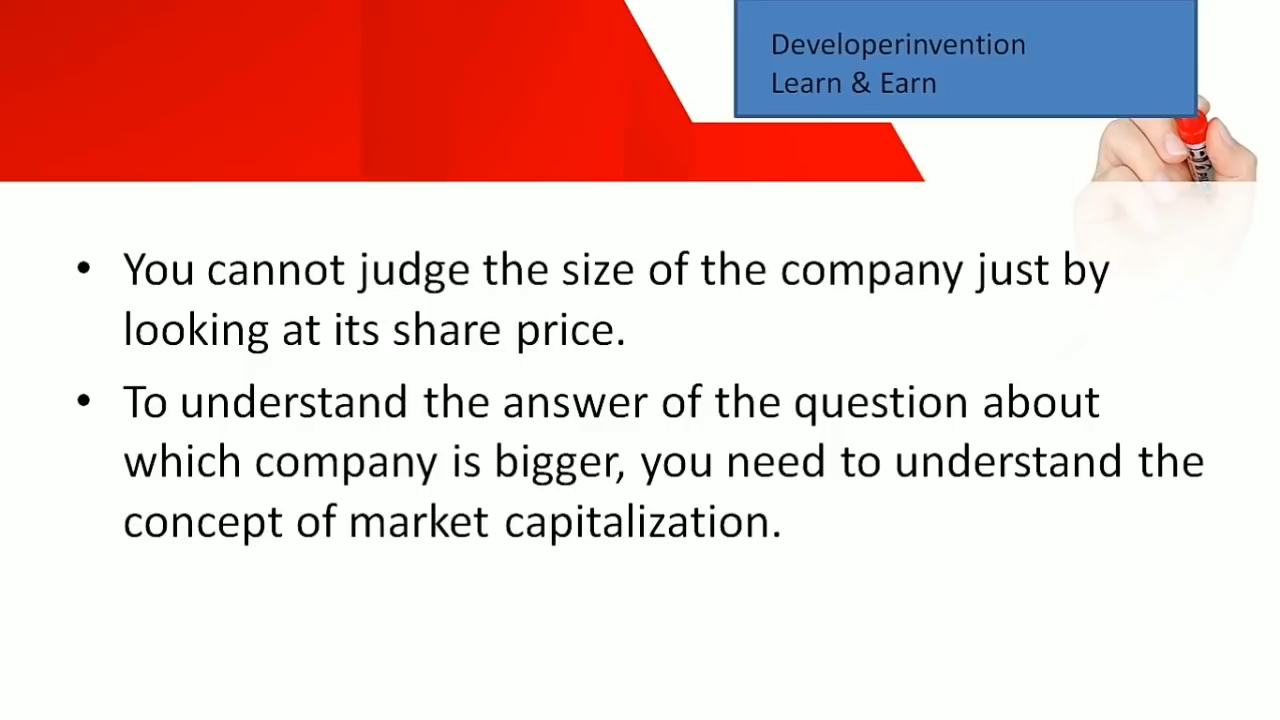 Developerinvention
Learn & Earn
• You cannot judge the size of the company just by
looking at its share price.
• To understand the answer of the question about
which company is bigger, you need to understand the
concept of market capitalization.